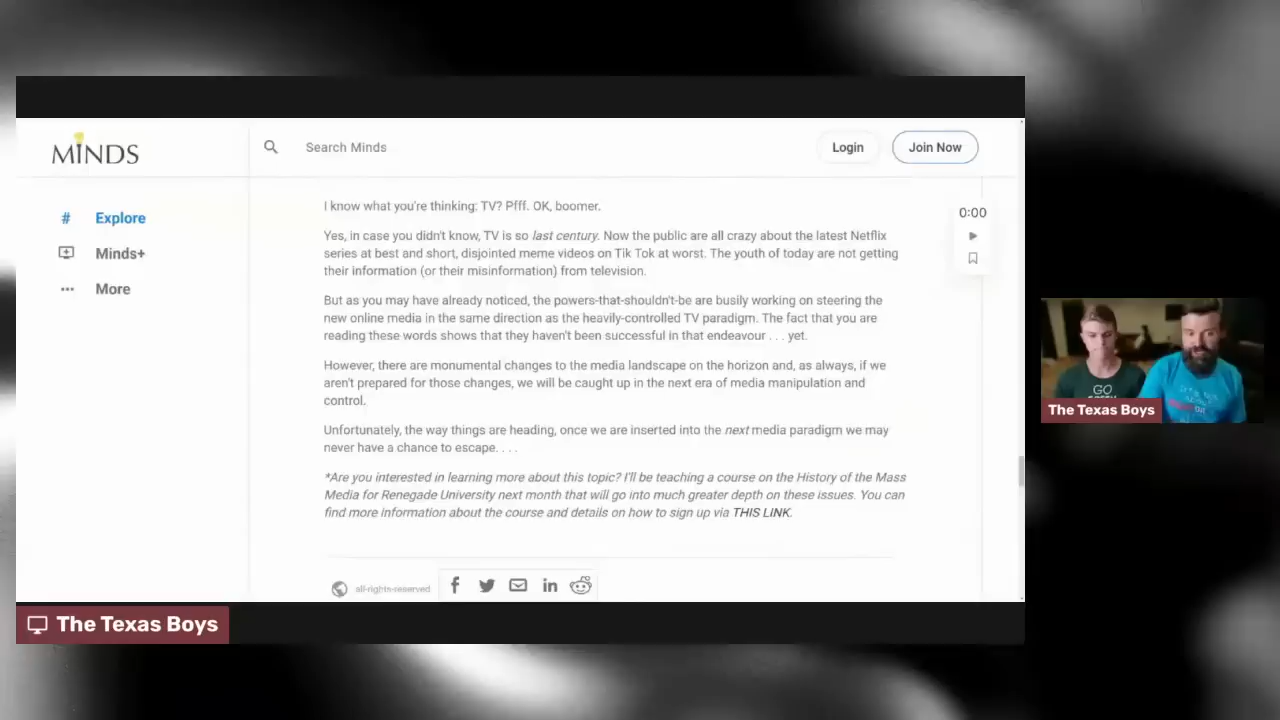 MINDS
Search Minds
Login
Join Now
# Explore
Minds+
More
I know what you're thinking: TV? Pfff. OK, boomer.
Yes, in case you didn't know, TV is so last century. Now the public are all crazy about the latest Netflix
series at best and short, disjointed meme videos on Tik Tok at worst. The youth of today are not getting
their information (or their misinformation) from television.
But as you may have already noticed, the powers-that-shouldn't-be are busily working on steering the
new online media in the same direction as the heavily-controlled TV paradigm. The fact that you are
reading these words shows that they haven't been successful in that endeavour . . . yet.
However, there are monumental changes to the media landscape on the horizon and, as always, if we
aren't prepared for those changes, we will be caught up in the next era of media manipulation and
control.
Unfortunately, the way things are heading, once we are inserted into the next media paradigm we may
never have a chance to escape. . . .
*Are you interested in learning more about this topic? I'll be teaching a course on the History of the Mass
Media for Renegade University next month that will go into much greater depth on these issues. You can
find more information about the course and details on how to sign up via THIS LINK.
all-rights-reserved
0:00
GO
The Texas Boys
The Texas Boys